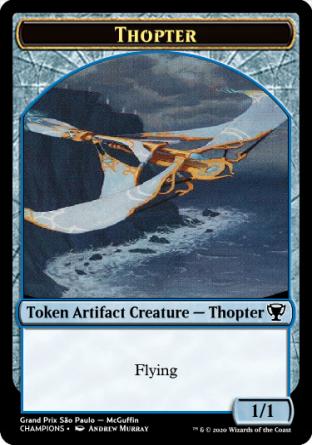 Thopter
Token Artifact Creature — Thopter
Flying
1/1
Grand Prix São Paulo — McGuffin
CHAMPIONS • Andrew Murray
™ & © 2020 Wizards of the Coast